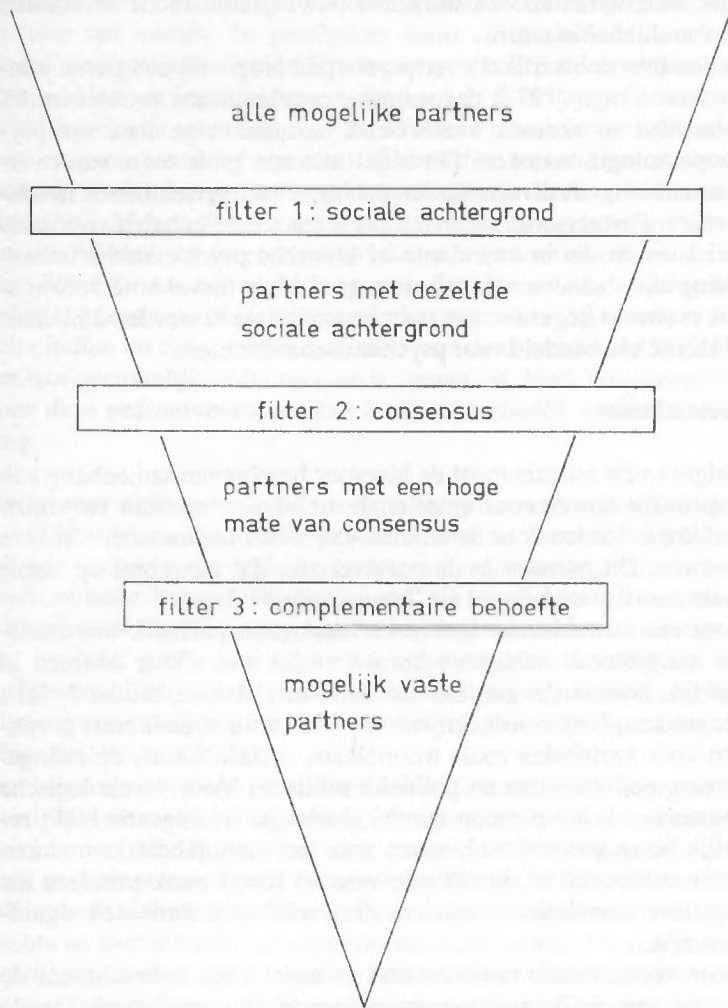 alle mogelijke partners
filter 1: sociale achtergrond
partners met dezelfde
sociale achtergrond
filter 2: consensus
partners met een hoge
mate van consensus
filter 3: complementaire behoefte
mogelijk vaste
partners